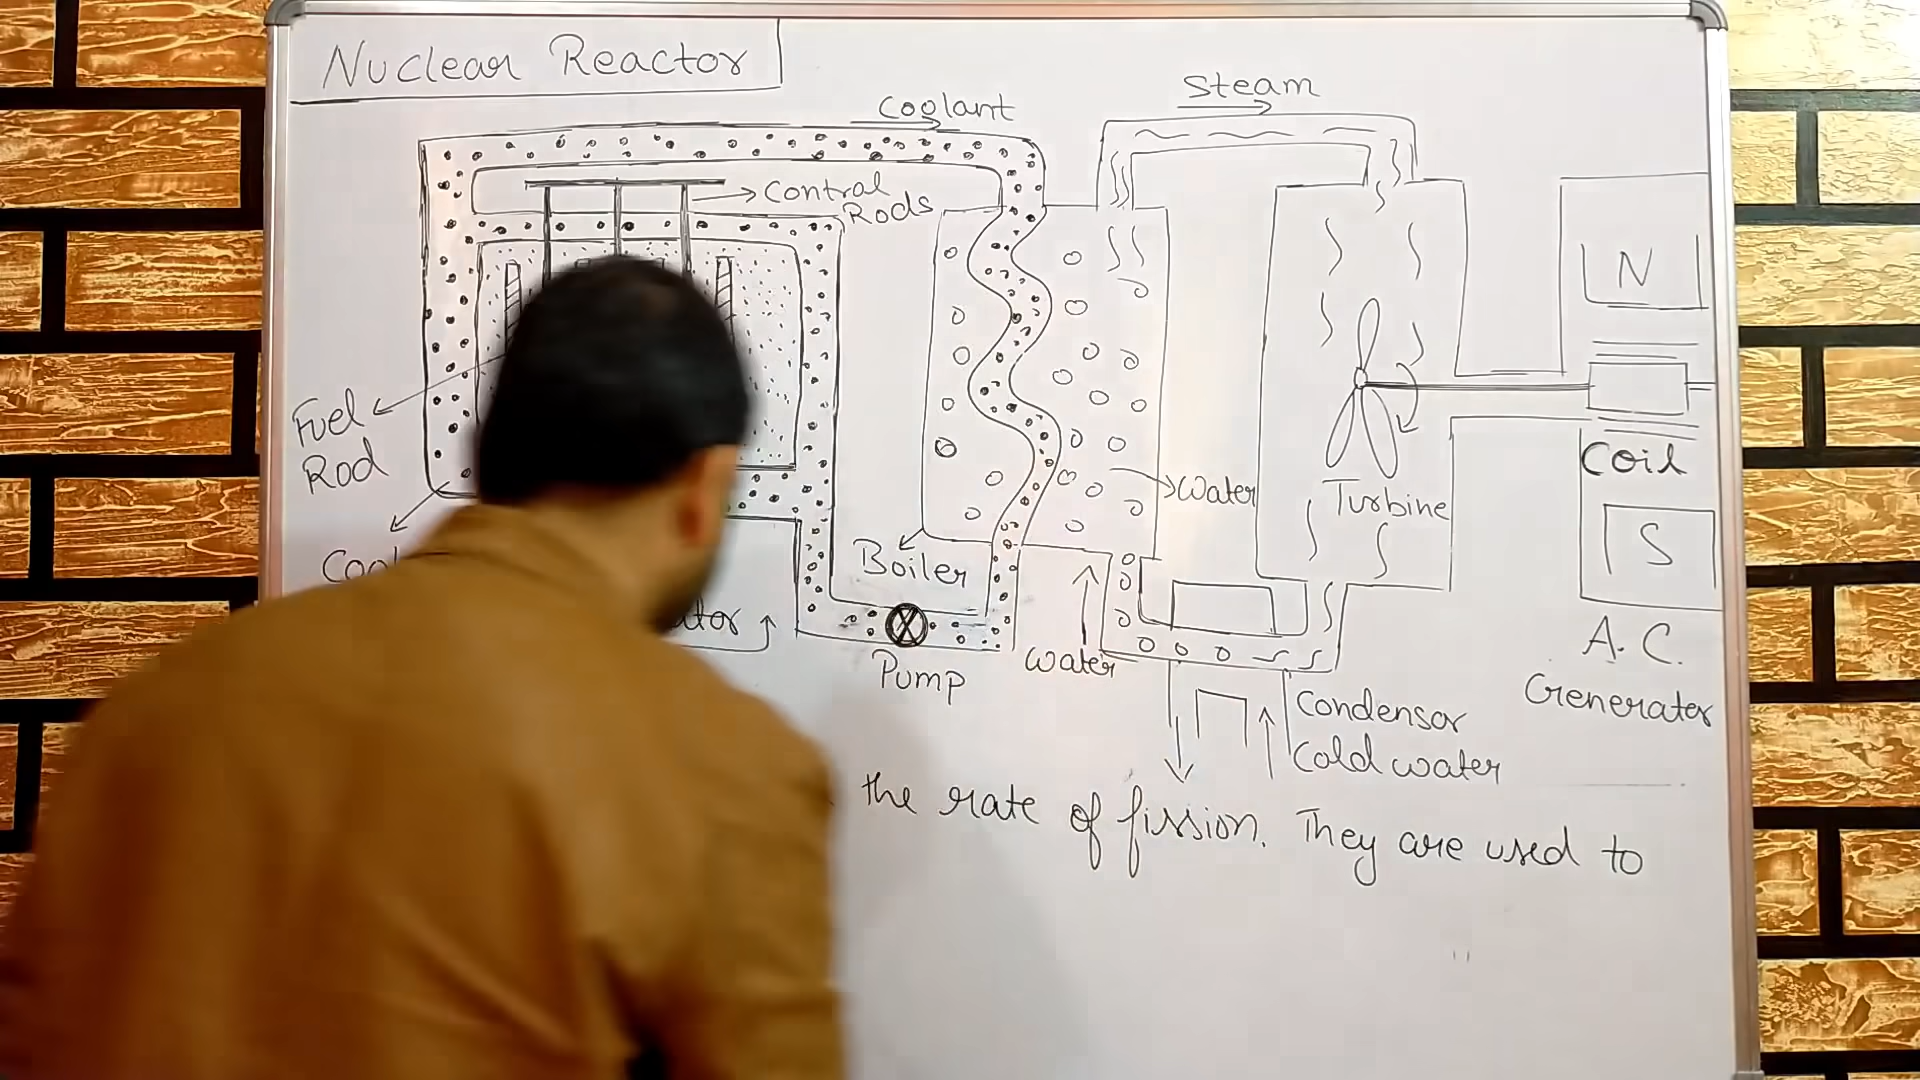 Nuclear Reactor
Coolant
Steam
Control
Rods
N
Fuel
Rod
Coil
Water
Turbine
S
Boiler
Pump
Water
A.C.
Generator
Condensor
Cold water
the rate of fission. They are used to